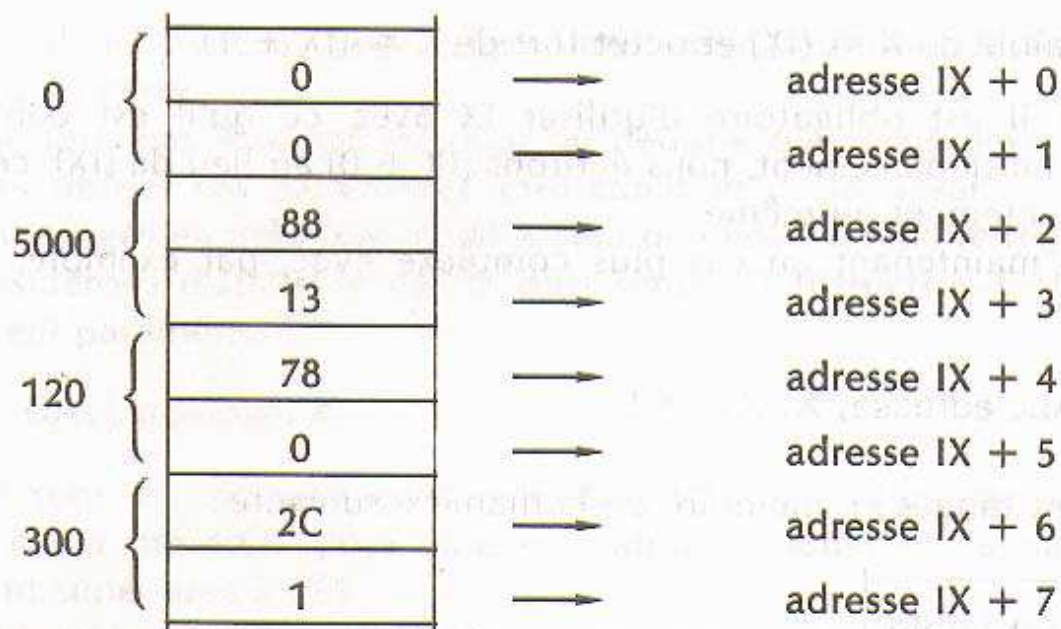 0
0 adresse IX + 0
0 adresse IX + 1
5000
88 adresse IX + 2
13 adresse IX + 3
120
78 adresse IX + 4
0 adresse IX + 5
300
2C adresse IX + 6
1 adresse IX + 7